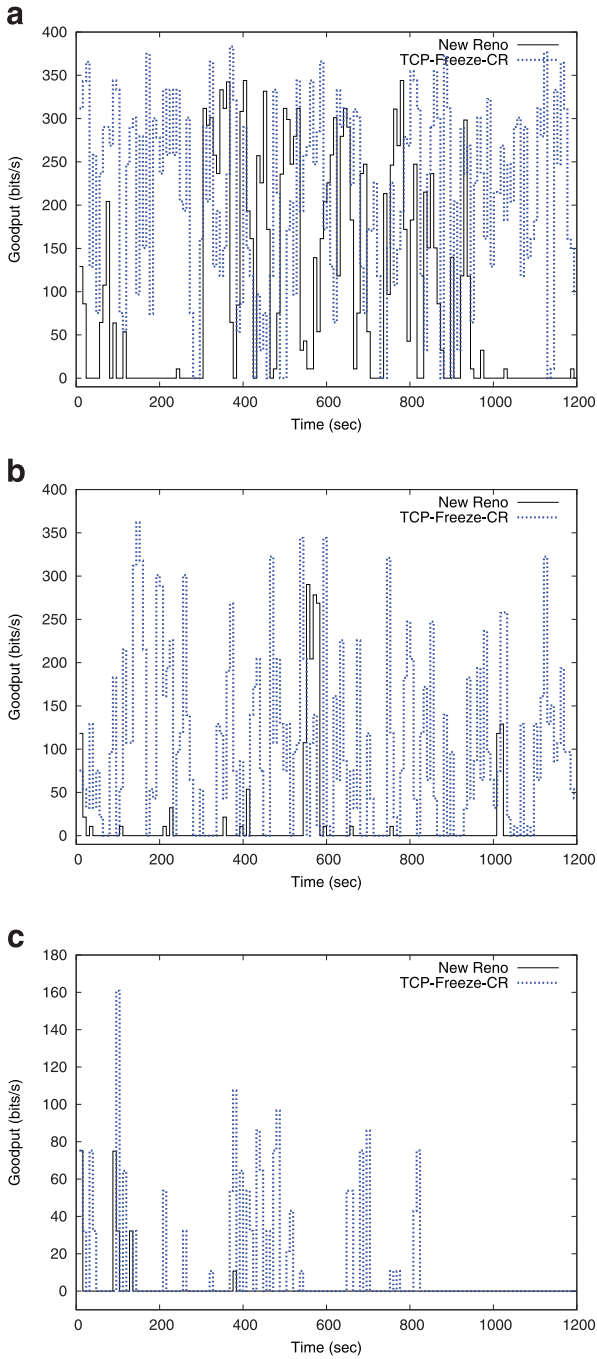 a
400
350
300
250
200
150
100
50
0
Goodput (bits/s)
New Reno
TCP-Freeze-CR
0 200 400 600 800 1000 1200
Time (sec)
b
400
350
300
250
200
150
100
50
0
Goodput (bits/s)
New Reno
TCP-Freeze-CR
0 200 400 600 800 1000 1200
Time (sec)
c
180
160
140
120
100
80
60
40
20
0
Goodput (bits/s)
New Reno
TCP-Freeze-CR
0 200 400 600 800 1000 1200
Time (sec)